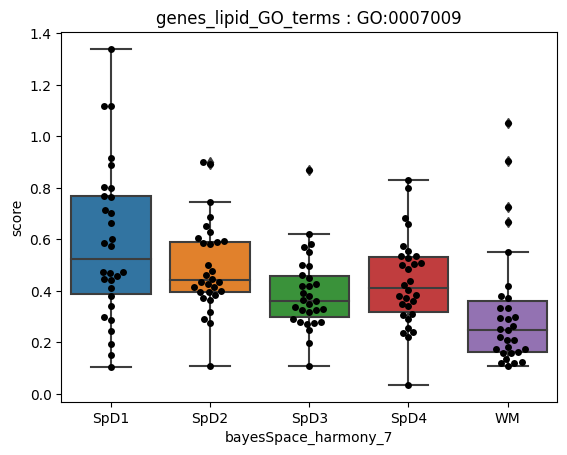 genes_lipid_GO_terms : GO:0007009
score
1.4
1.2
1.0
0.8
0.6
0.4
0.2
0.0
SpD1 SpD2 SpD3 SpD4 WM
bayesSpace_harmony_7